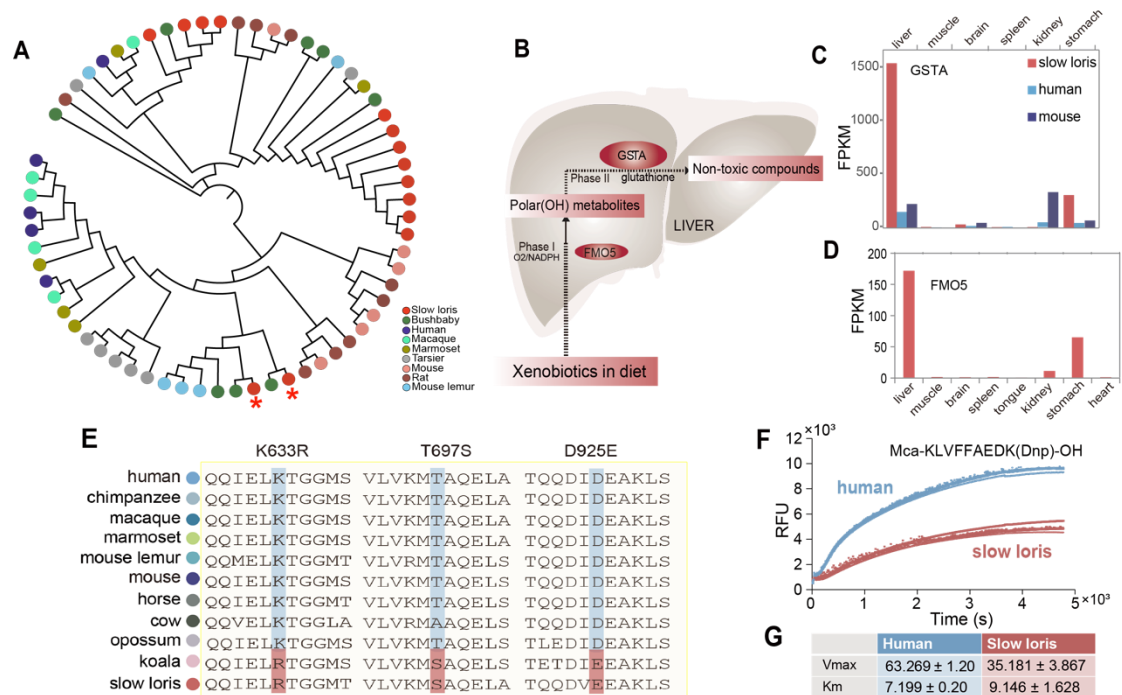 A
Slow loris
Bushbaby
Human
Macaque
Marmoset
Tarsier
Mouse
Rat
Mouse lemur
*
*
B
GSTA
Phase II
glutathione
Non-toxic compounds
Polar(OH) metabolites
LIVER
Phase I
O2/NADPH
FMO5
Xenobiotics in diet
C
liver
muscle
brain
spleen
kidney
stomach
GSTA
slow loris
human
mouse
FPKM
1500
1000
500
0
D
FMO5
FPKM
200
150
100
50
0
liver
muscle
brain
spleen
tongue
kidney
stomach
heart
E
K633R T697S D925E
human QQIELKTGGMS VLVKMTAQELA TQQDIDEAKLS
chimpanzee QQIELKTGGMS VLVKMTAQELA TQQDIDEAKLS
macaque QQIELKTGGMS VLVKMTAQELA TQQDIDEAKLS
marmoset QQIELKTGGMS VLVKMTAQELA TQQDIDEAKLS
mouse lemur QQMELKTGGMT VLVRMTAQELS TQQDIDEAKLS
mouse QQIELKTGGMS VLVKMTAQELS TQQDIDEAKLS
horse QQIELKTGGMT VLVKMTAQELS TQQDIDEAKLS
cow QQVELKTGGLA VLVRMAAQELS TQQDIDEAKLS
opossum QQIELKTGGMS VLVKMTAQELS TLEDIDEAKLS
koala QQIELRTGGMS VLVKMSAQELS TETDIEEAKLS
slow loris QQIELRTGGMS VLVKMSAQELS TQQDVEEAKLS
F
×10³
Mca-KLVFFAEDK(Dnp)-OH
12
10
8
6
4
2
0
RFU
human
slow loris
0 1 2 3 4 5 ×10³
Time (s)
G
Human Slow loris
Vmax 63.269 ± 1.20 35.181 ± 3.867
Km 7.199 ± 0.20 9.146 ± 1.628